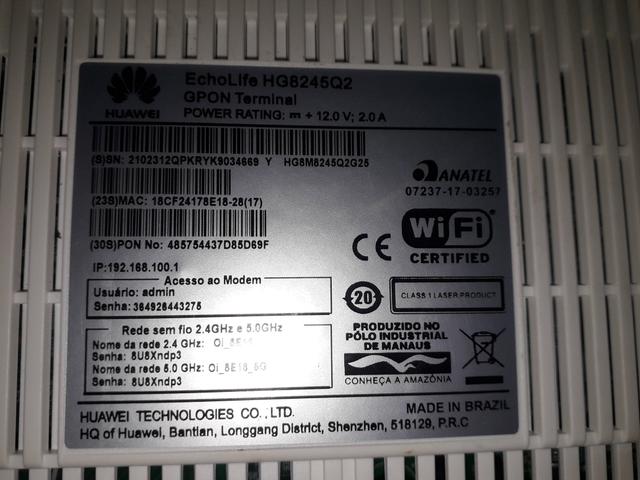 EchoLife HG8245Q2
GPON Terminal
POWER RATING: ⎓ + 12.0 V; 2.0 A
HUAWEI
(S)SN: 2102312QPKRYK9034669 Y HG8M8245Q2G25
ANATEL
07237-17-03257
(23S)MAC: 18CF24178E18-28(17)
(30S)PON No: 485754437D85D69F
CE
Wi Fi
CERTIFIED
IP:192.168.100.1
Acesso ao Modem
Usuário: admin
Senha: 364926443275
20
CLASS 1 LASER PRODUCT
Rede sem fio 2.4GHz e 5.0GHz
Nome da rede 2.4 GHz: Oi_8E18
Senha: 8U8Xndp3
Nome da rede 5.0 GHz: Oi_8E18_5G
Senha: 8U8Xndp3
PRODUZIDO NO
PÓLO INDUSTRIAL
DE MANAUS
CONHEÇA A AMAZÔNIA
HUAWEI TECHNOLOGIES CO., LTD.
MADE IN BRAZIL
HQ of Huawei, Bantian, Longgang District, Shenzhen, 518129, P.R.C